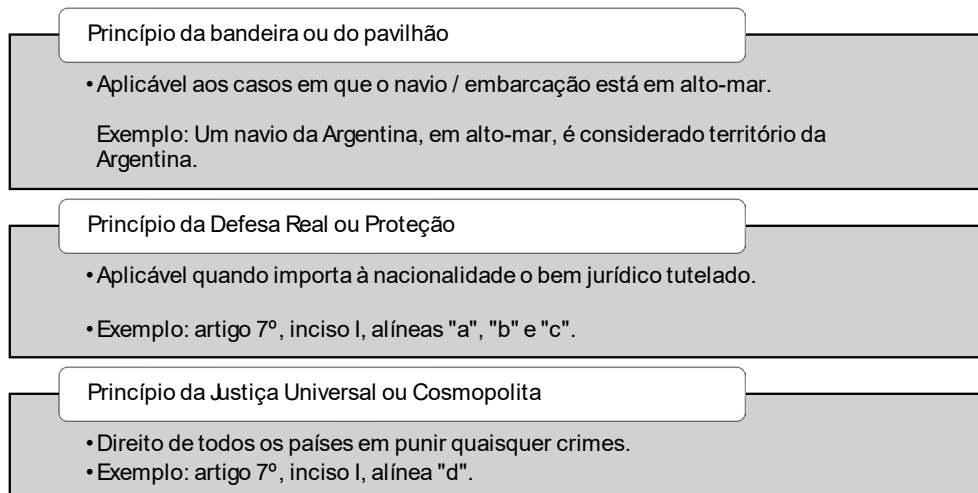 Princípio da bandeira ou do pavilhão
•Aplicável aos casos em que o navio / embarcação está em alto-mar.
Exemplo: Um navio da Argentina, em alto-mar, é considerado território da
Argentina.
Princípio da Defesa Real ou Proteção
•Aplicável quando importa à nacionalidade o bem jurídico tutelado.
•Exemplo: artigo 7º, inciso I, alíneas "a", "b" e "c".
Princípio da Justiça Universal ou Cosmopolita
•Direito de todos os países em punir quaisquer crimes.
•Exemplo: artigo 7º, inciso I, alínea "d".